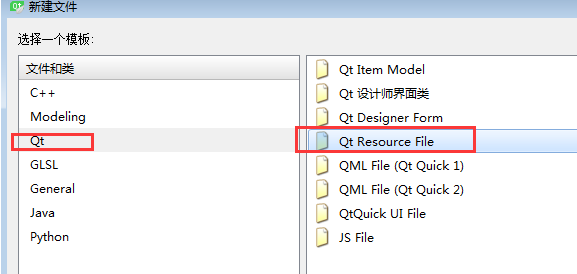 新建文件
选择一个模板:
文件和类
C++
Modeling
Qt
GLSL
General
Java
Python
Qt Item Model
Qt 设计师界面类
Qt Designer Form
Qt Resource File
QML File (Qt Quick 1)
QML File (Qt Quick 2)
QtQuick UI File
JS File